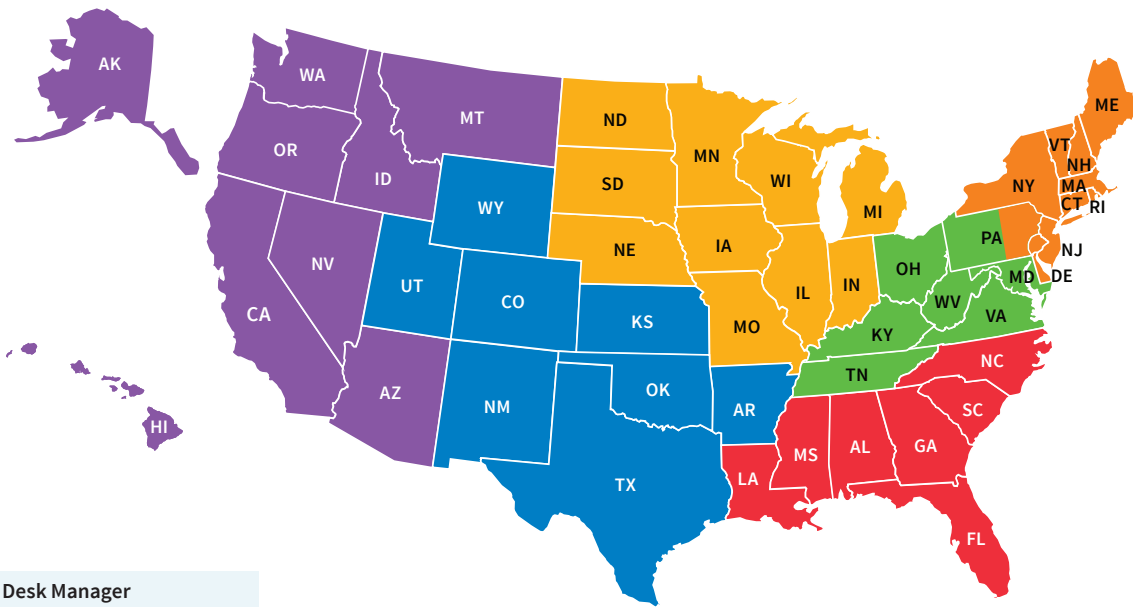 AK
WA
MT
ND
MN
ME
VT
NH
OR
ID
SD
WI
NY
MA
CT
RI
WY
MI
PA
NJ
NV
UT
NE
IA
OH
MD
DE
CO
IL
IN
WV
VA
CA
KS
MO
KY
NC
AZ
NM
OK
AR
TN
SC
HI
TX
LA
MS
AL
GA
FL
Desk Manager